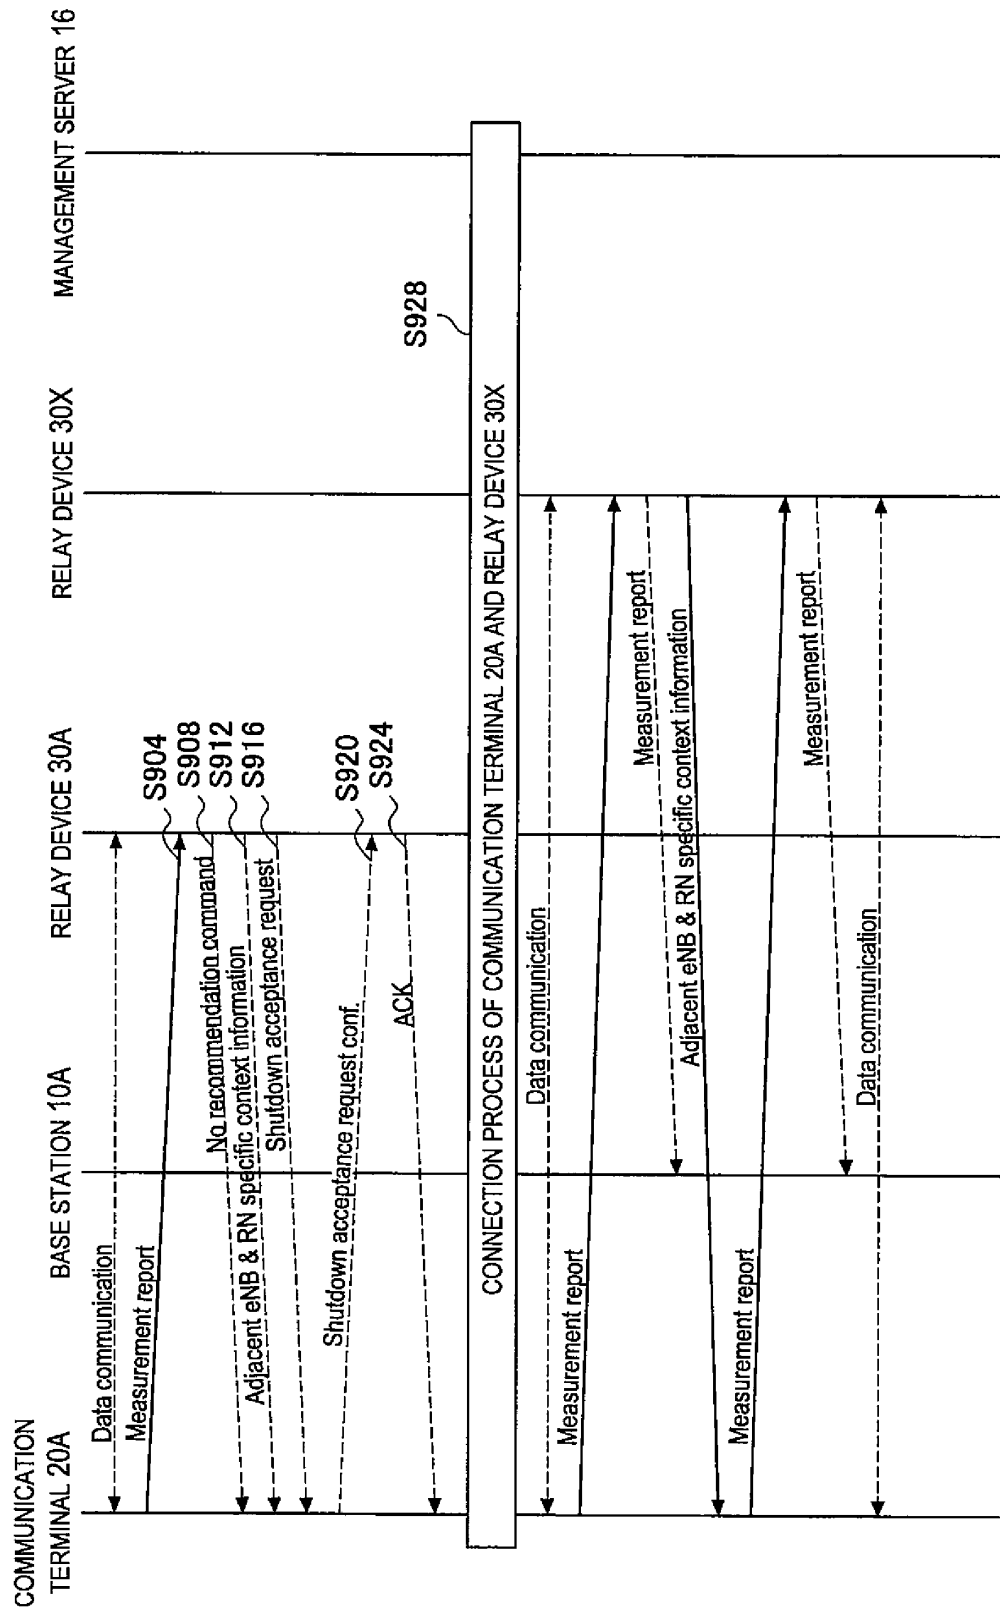 COMMUNICATION
TERMINAL 20A
BASE STATION 10A
RELAY DEVICE 30A
RELAY DEVICE 30X
MANAGEMENT SERVER 16
Data communication
Measurement report
S904
No recommendation command
S908
Adjacent eNB & RN specific context information
S912
Shutdown acceptance request
S916
Shutdown acceptance request conf.
S920
ACK
S924
S928
CONNECTION PROCESS OF COMMUNICATION TERMINAL 20A AND RELAY DEVICE 30X
Data communication
Measurement report
Measurement report
Adjacent eNB & RN specific context information
Measurement report
Measurement report
Data communication